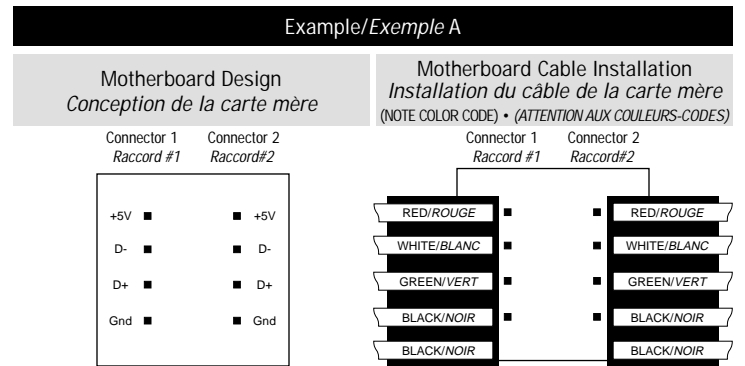 Example/Exemple A
Motherboard Design
Conception de la carte mère
Connector 1 Connector 2
Raccord #1 Raccord#2
+5V +5V
D- D-
D+ D+
Gnd Gnd
Motherboard Cable Installation
Installation du câble de la carte mère
(NOTE COLOR CODE) • (ATTENTION AUX COULEURS-CODES)
Connector 1 Connector 2
Raccord #1 Raccord#2
RED/ROUGE RED/ROUGE
WHITE/BLANC WHITE/BLANC
GREEN/VERT GREEN/VERT
BLACK/NOIR BLACK/NOIR
BLACK/NOIR BLACK/NOIR